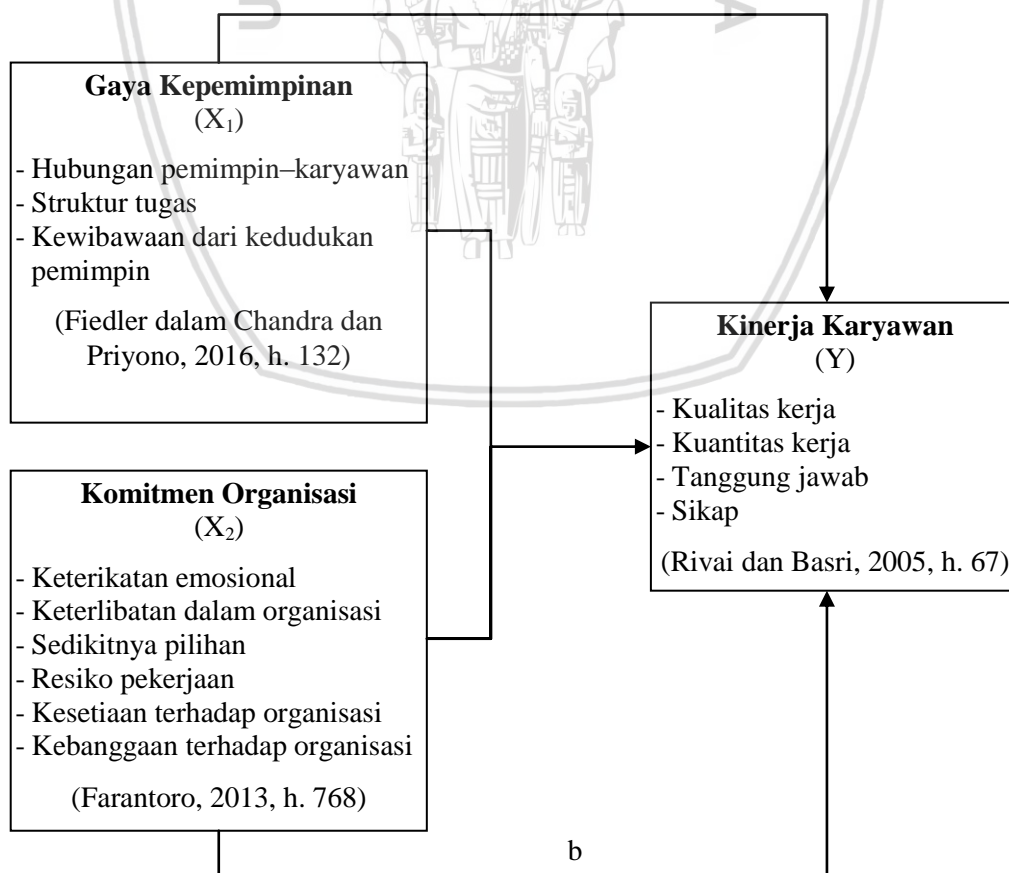 Gaya Kepemimpinan
(X₁)
- Hubungan pemimpin–karyawan
- Struktur tugas
- Kewibawaan dari kedudukan
pemimpin
(Fiedler dalam Chandra dan
Priyono, 2016, h. 132)
Komitmen Organisasi
(X₂)
- Keterikatan emosional
- Keterlibatan dalam organisasi
- Sedikitnya pilihan
- Resiko pekerjaan
- Kesetiaan terhadap organisasi
- Kebanggaan terhadap organisasi
(Farantoro, 2013, h. 768)
Kinerja Karyawan
(Y)
- Kualitas kerja
- Kuantitas kerja
- Tanggung jawab
- Sikap
(Rivai dan Basri, 2005, h. 67)
b